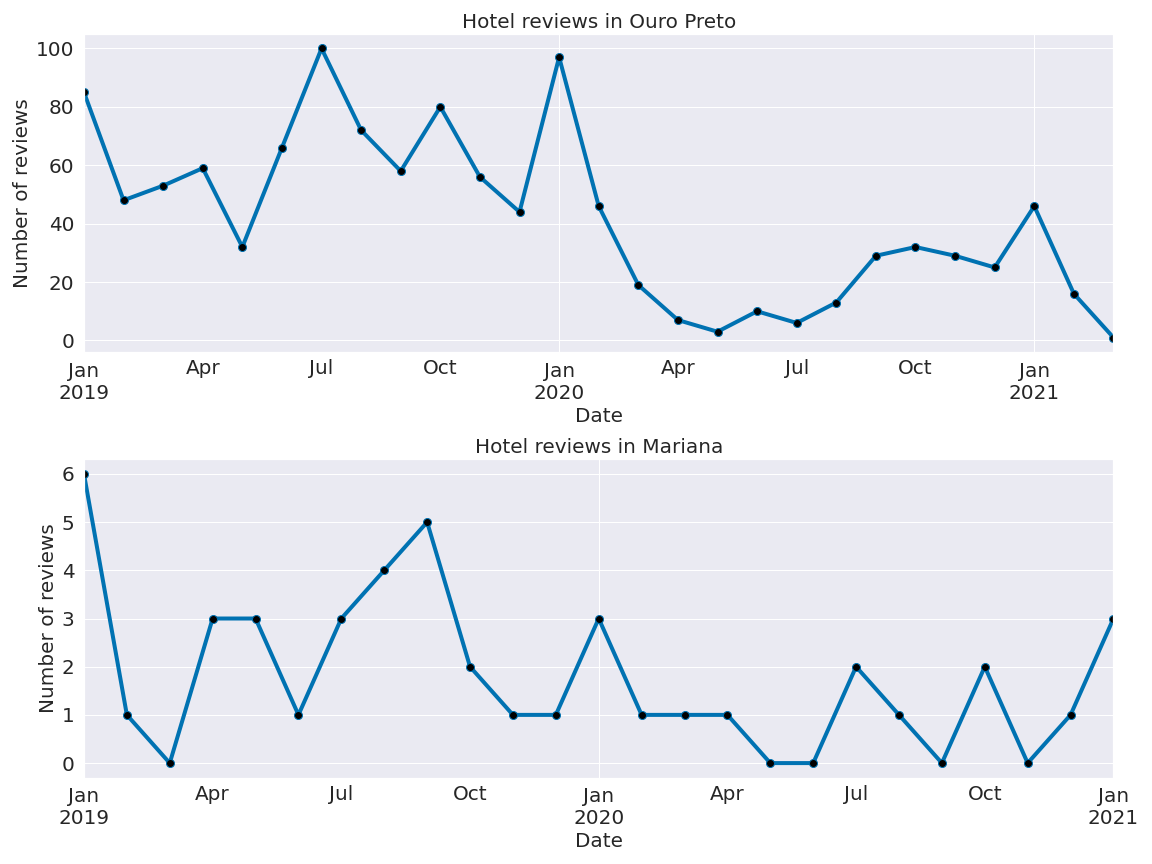 Hotel reviews in Ouro Preto
Number of reviews
100
80
60
40
20
0
Jan Apr Jul Oct Jan Apr Jul Oct Jan
2019 2020 2021
Date
Hotel reviews in Mariana
Number of reviews
6
5
4
3
2
1
0
Jan Apr Jul Oct Jan Apr Jul Oct Jan
2019 2020 2021
Date